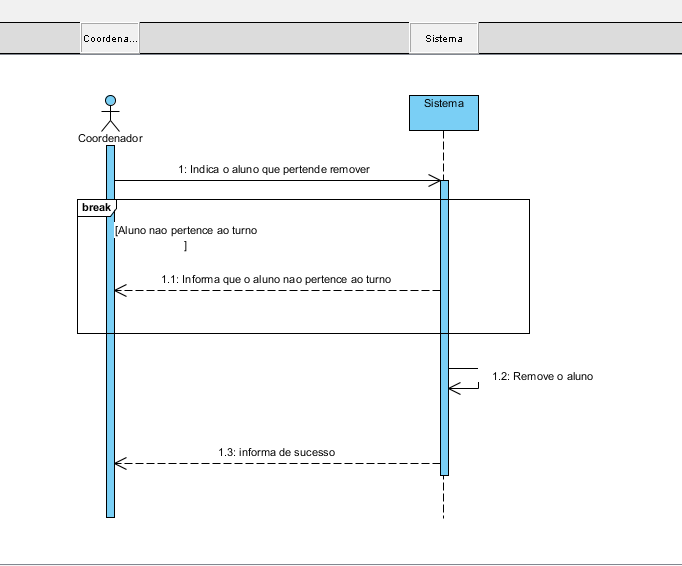 Coordena...
Sistema
Sistema
Coordenador
1: Indica o aluno que pertende remover
break
[Aluno nao pertence ao turno
]
1.1: Informa que o aluno nao pertence ao turno
1.2: Remove o aluno
1.3: informa de sucesso